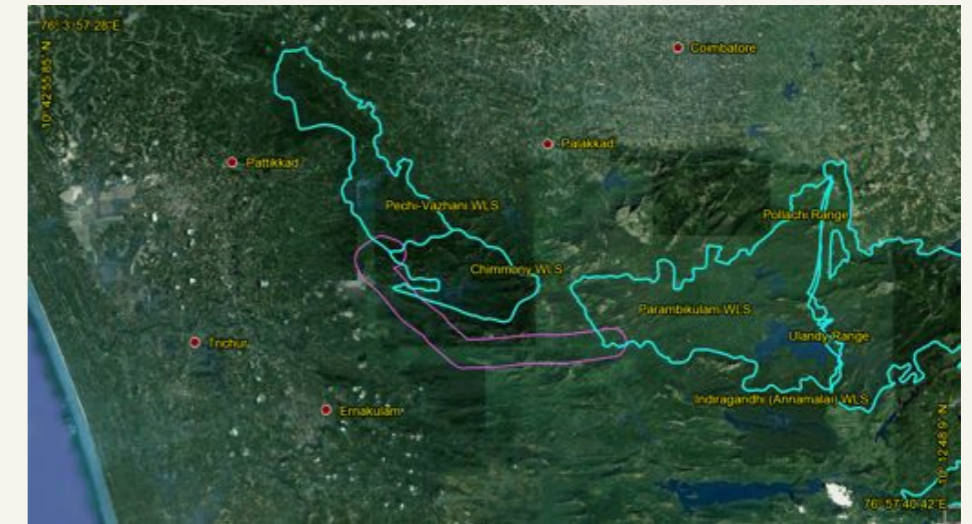 76° 3' 57.28"E
10° 42' 55.85" N
Coimbatore
Palakkad
Pattikkad
Pechi-Vazhani WLS
Pollachi Range
Chimmony WLS
Parambikulam WLS
Ulandy Range
Trichur
Indiragandhi (Annamalai) WLS
Ernakulam
10° 12' 48.9" N
76° 57' 40.42"E